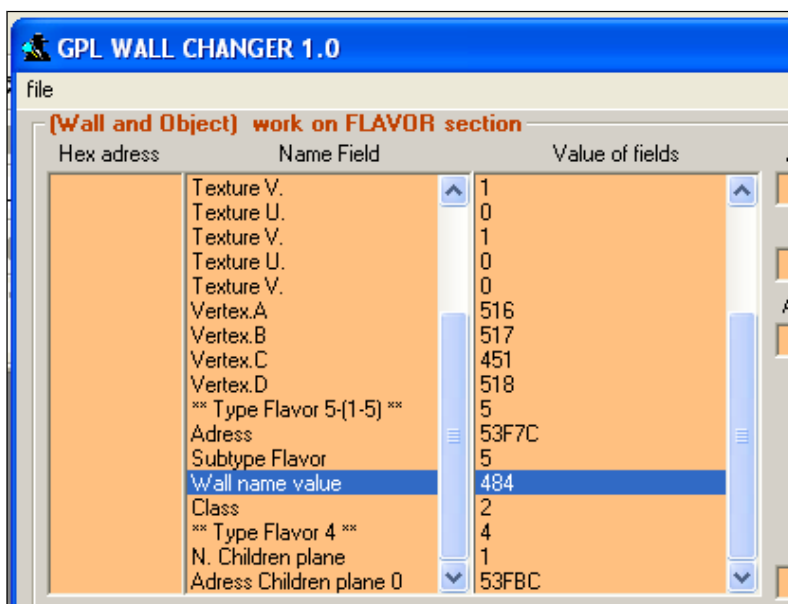 GPL WALL CHANGER 1.0
file
(Wall and Object) work on FLAVOR section
Hex adress Name Field Value of fields
Texture V. 1
Texture U. 0
Texture V. 1
Texture U. 0
Texture V. 0
Vertex.A 516
Vertex.B 517
Vertex.C 451
Vertex.D 518
** Type Flavor 5-(1-5) ** 5
Adress 53F7C
Subtype Flavor 5
Wall name value 484
Class 2
** Type Flavor 4 ** 4
N. Children plane 1
Adress Children plane 0 53FBC